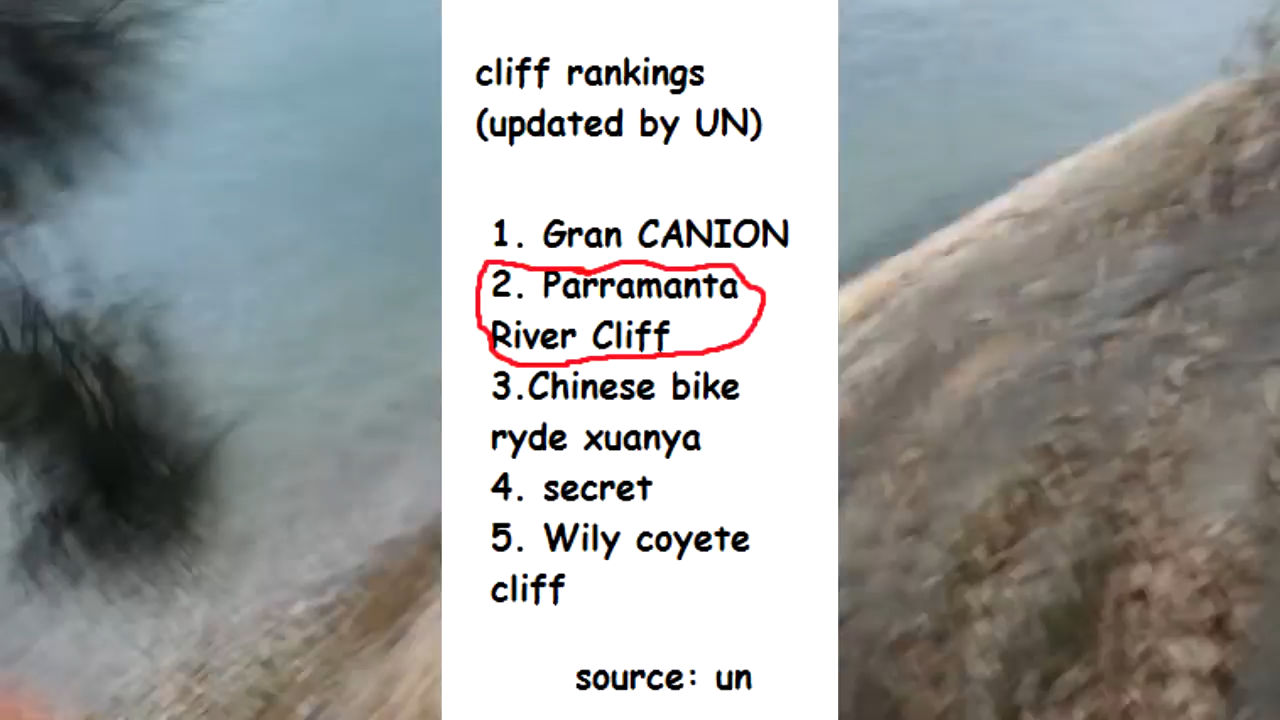 cliff rankings
(updated by UN)
1. Gran CANION
2. Parramanta
River Cliff
3.Chinese bike
ryde xuanya
4. secret
5. Wily coyete
cliff
source: un